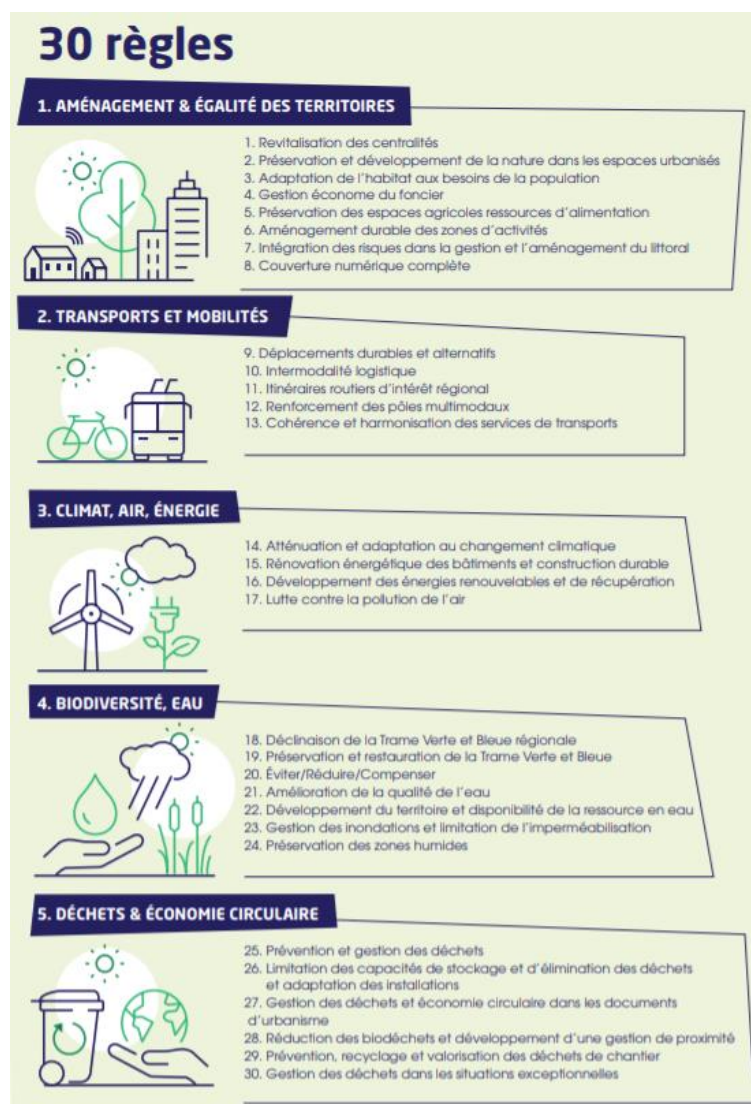 30 règles
1. AMÉNAGEMENT & ÉGALITÉ DES TERRITOIRES
1. Revitalisation des centralités
2. Préservation et développement de la nature dans les espaces urbanisés
3. Adaptation de l'habitat aux besoins de la population
4. Gestion économe du foncier
5. Préservation des espaces agricoles ressources d'alimentation
6. Aménagement durable des zones d'activités
7. Intégration des risques dans la gestion et l'aménagement du littoral
8. Couverture numérique complète
2. TRANSPORTS ET MOBILITÉS
9. Déplacements durables et alternatifs
10. Intermodalité logistique
11. Itinéraires routiers d'intérêt régional
12. Renforcement des pôles multimodaux
13. Cohérence et harmonisation des services de transports
3. CLIMAT, AIR, ÉNERGIE
14. Atténuation et adaptation au changement climatique
15. Rénovation énergétique des bâtiments et construction durable
16. Développement des énergies renouvelables et de récupération
17. Lutte contre la pollution de l'air
4. BIODIVERSITÉ, EAU
18. Déclinaison de la Trame Verte et Bleue régionale
19. Préservation et restauration de la Trame Verte et Bleue
20. Éviter/Réduire/Compenser
21. Amélioration de la qualité de l'eau
22. Développement du territoire et disponibilité de la ressource en eau
23. Gestion des inondations et limitation de l'imperméabilisation
24. Préservation des zones humides
5. DÉCHETS & ÉCONOMIE CIRCULAIRE
25. Prévention et gestion des déchets
26. Limitation des capacités de stockage et d'élimination des déchets
et adaptation des installations
27. Gestion des déchets et économie circulaire dans les documents
d'urbanisme
28. Réduction des biodéchets et développement d'une gestion de proximité
29. Prévention, recyclage et valorisation des déchets de chantier
30. Gestion des déchets dans les situations exceptionnelles